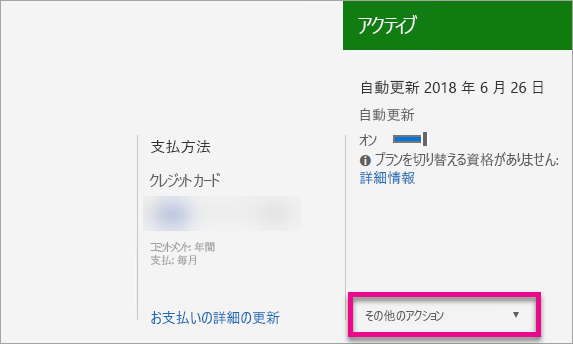 アクティブ
自動更新 2018 年 6 月 26 日
自動更新
オン
プランを切り替える資格がありません:
詳細情報
支払方法
クレジットカード
コミットメント: 年間
支払: 毎月
お支払いの詳細の更新
その他のアクション